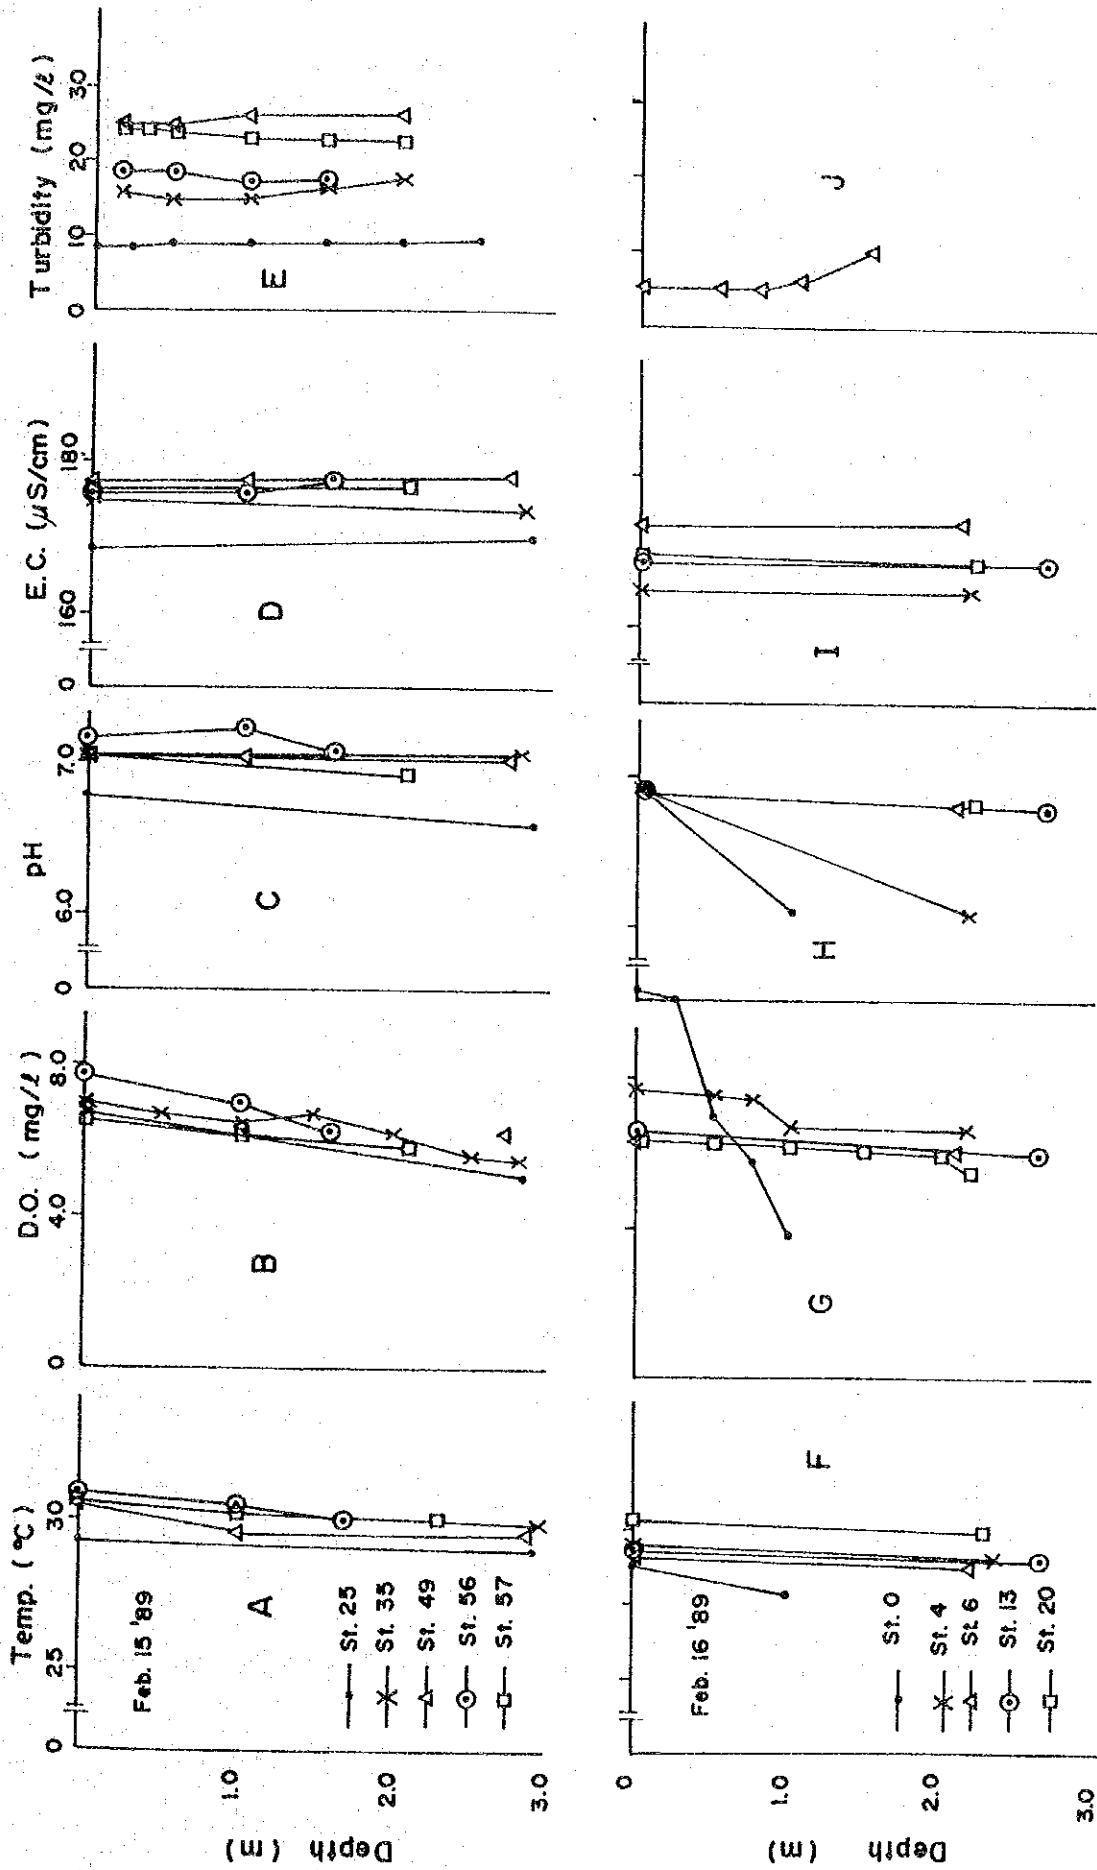 Temp. (°C)
D.O. (mg/ℓ)
pH
E.C. (μS/cm)
Turbidity (mg/ℓ)
0 25 30
0 4.0 8.0
0 6.0 7.0
0 160 180
0 10 20 30
Depth (m)
1.0
2.0
3.0
Feb. 15 '89
St. 25
St. 35
St. 49
St. 56
St. 57
A
B
C
D
E
Depth (m)
0
1.0
2.0
3.0
Feb. 16 '89
St. 0
St. 4
St. 6
St. 13
St. 20
F
G
H
I
J